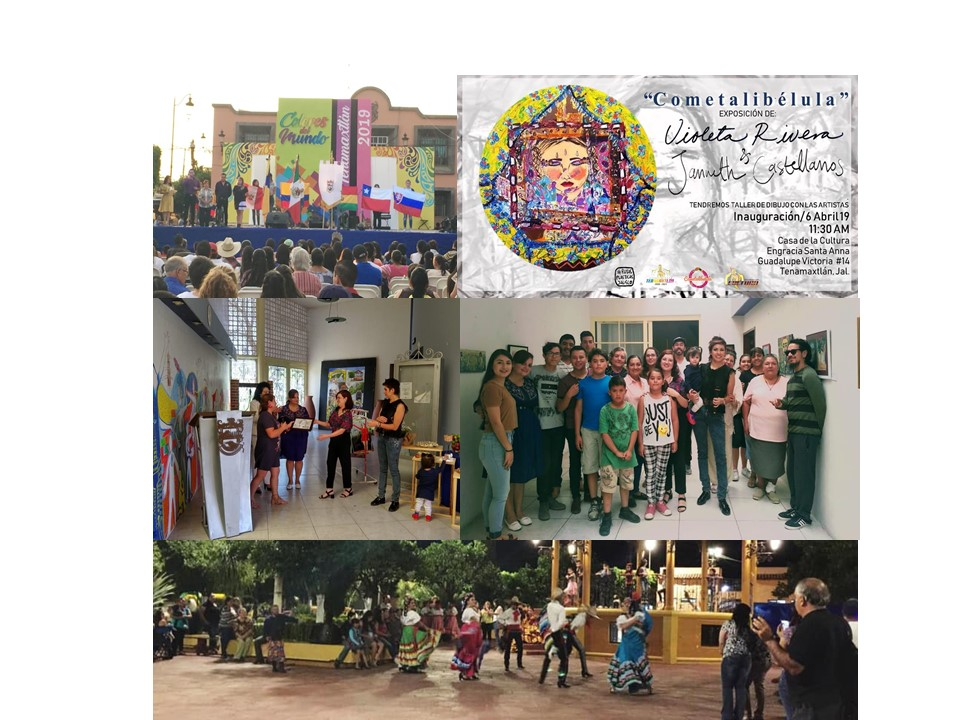 Colores
del
Mundo
Tenamaxtlán
2019
“Cometalibélula”
EXPOSICIÓN DE:
Violeta Rivera
&
Janneth Castellanos
TENDREMOS TALLER DE DIBUJO CON LAS ARTISTAS
Inauguración/6 Abril 19
11:30 AM
Casa de la Cultura
Engracia Santa Anna
Guadalupe Victoria #14
Tenamaxtlán, Jal.
JUST
BE YOU